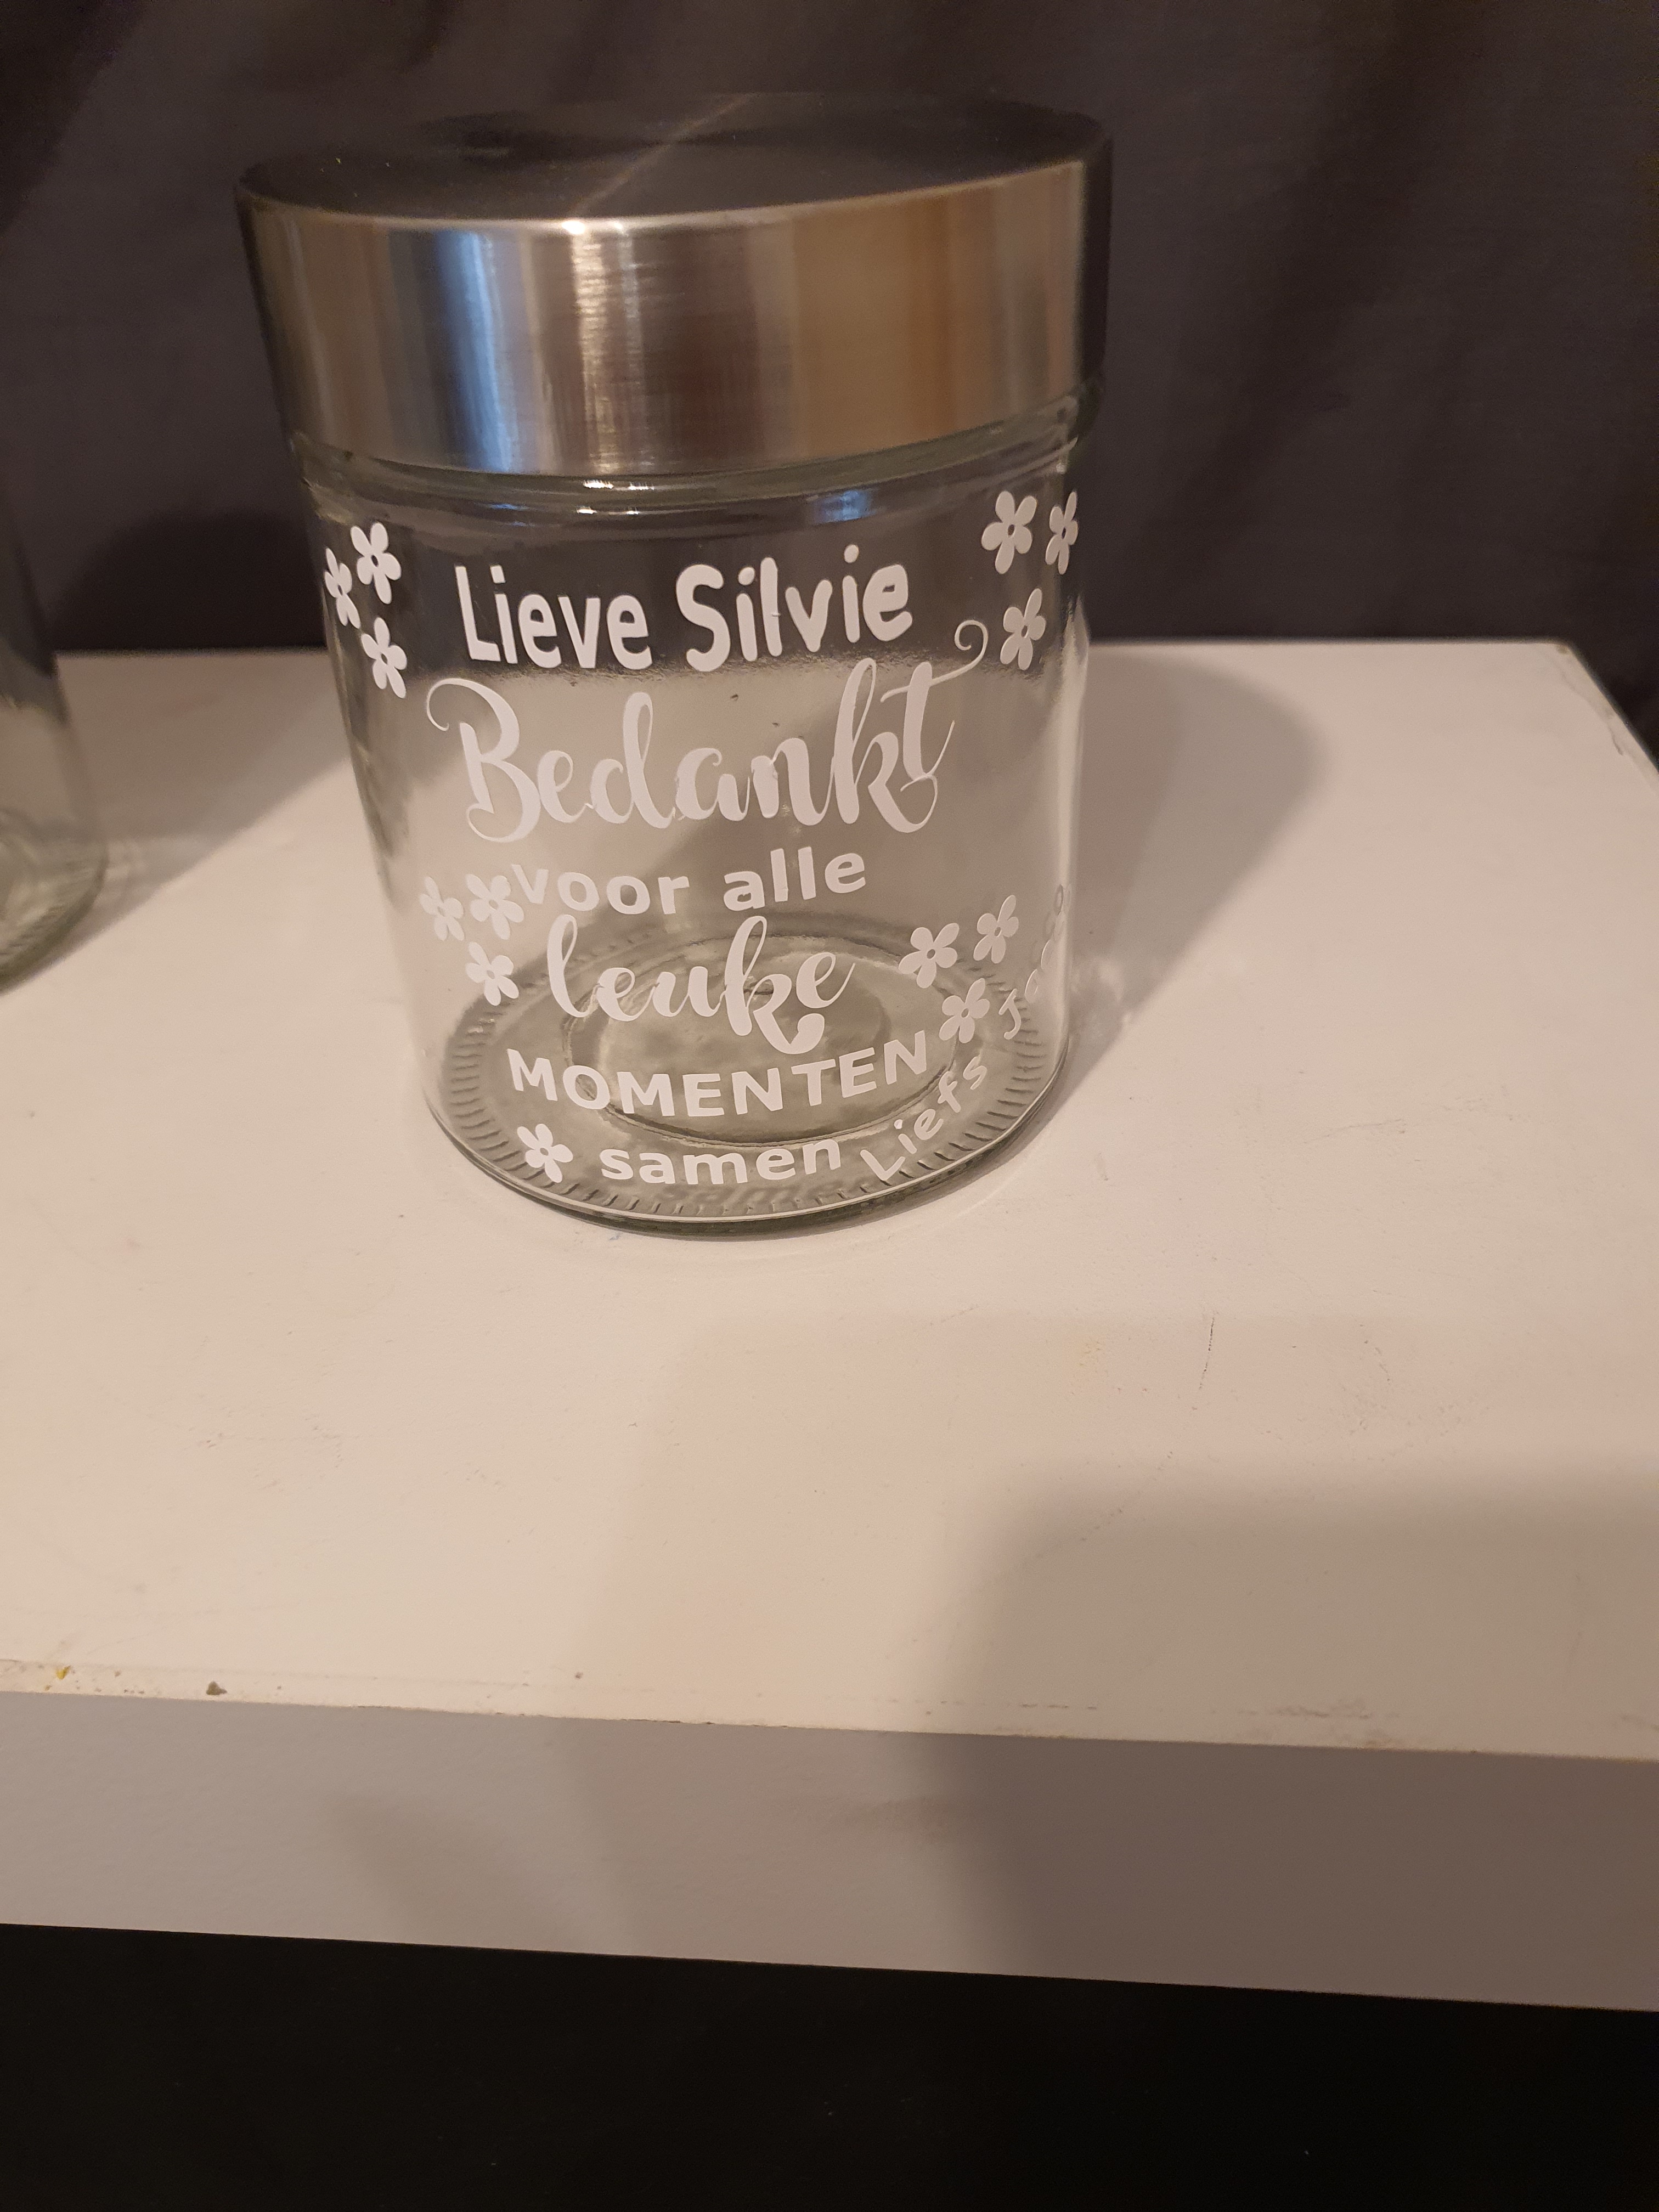 Lieve Silvie
Bedankt
voor alle
leuke
MOMENTEN
samen
Liefs